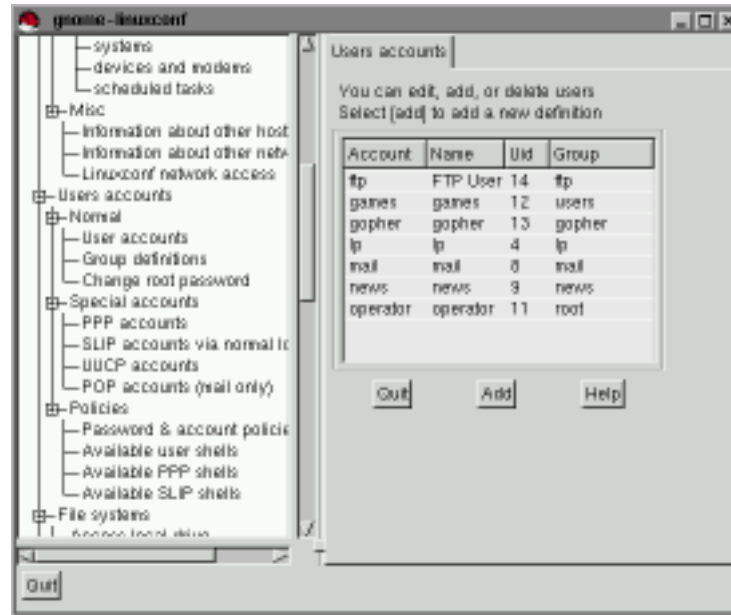 gnome-linuxconf
systems
devices and modems
scheduled tasks
Misc
Information about other host
Information about other netw
Linuxconf network access
Users accounts
Normal
User accounts
Group definitions
Change root password
Special accounts
PPP accounts
SLIP accounts via normal lo
UUCP accounts
POP accounts (mail only)
Policies
Password & account policie
Available user shells
Available PPP shells
Available SLIP shells
File systems
Access local drive
Quit
Users accounts
You can edit, add, or delete users
Select [add] to add a new definition
Account Name Uid Group
ftp FTP User 14 ftp
games games 12 users
gopher gopher 13 gopher
lp lp 4 lp
mail mail 8 mail
news news 9 news
operator operator 11 root
Quit Add Help